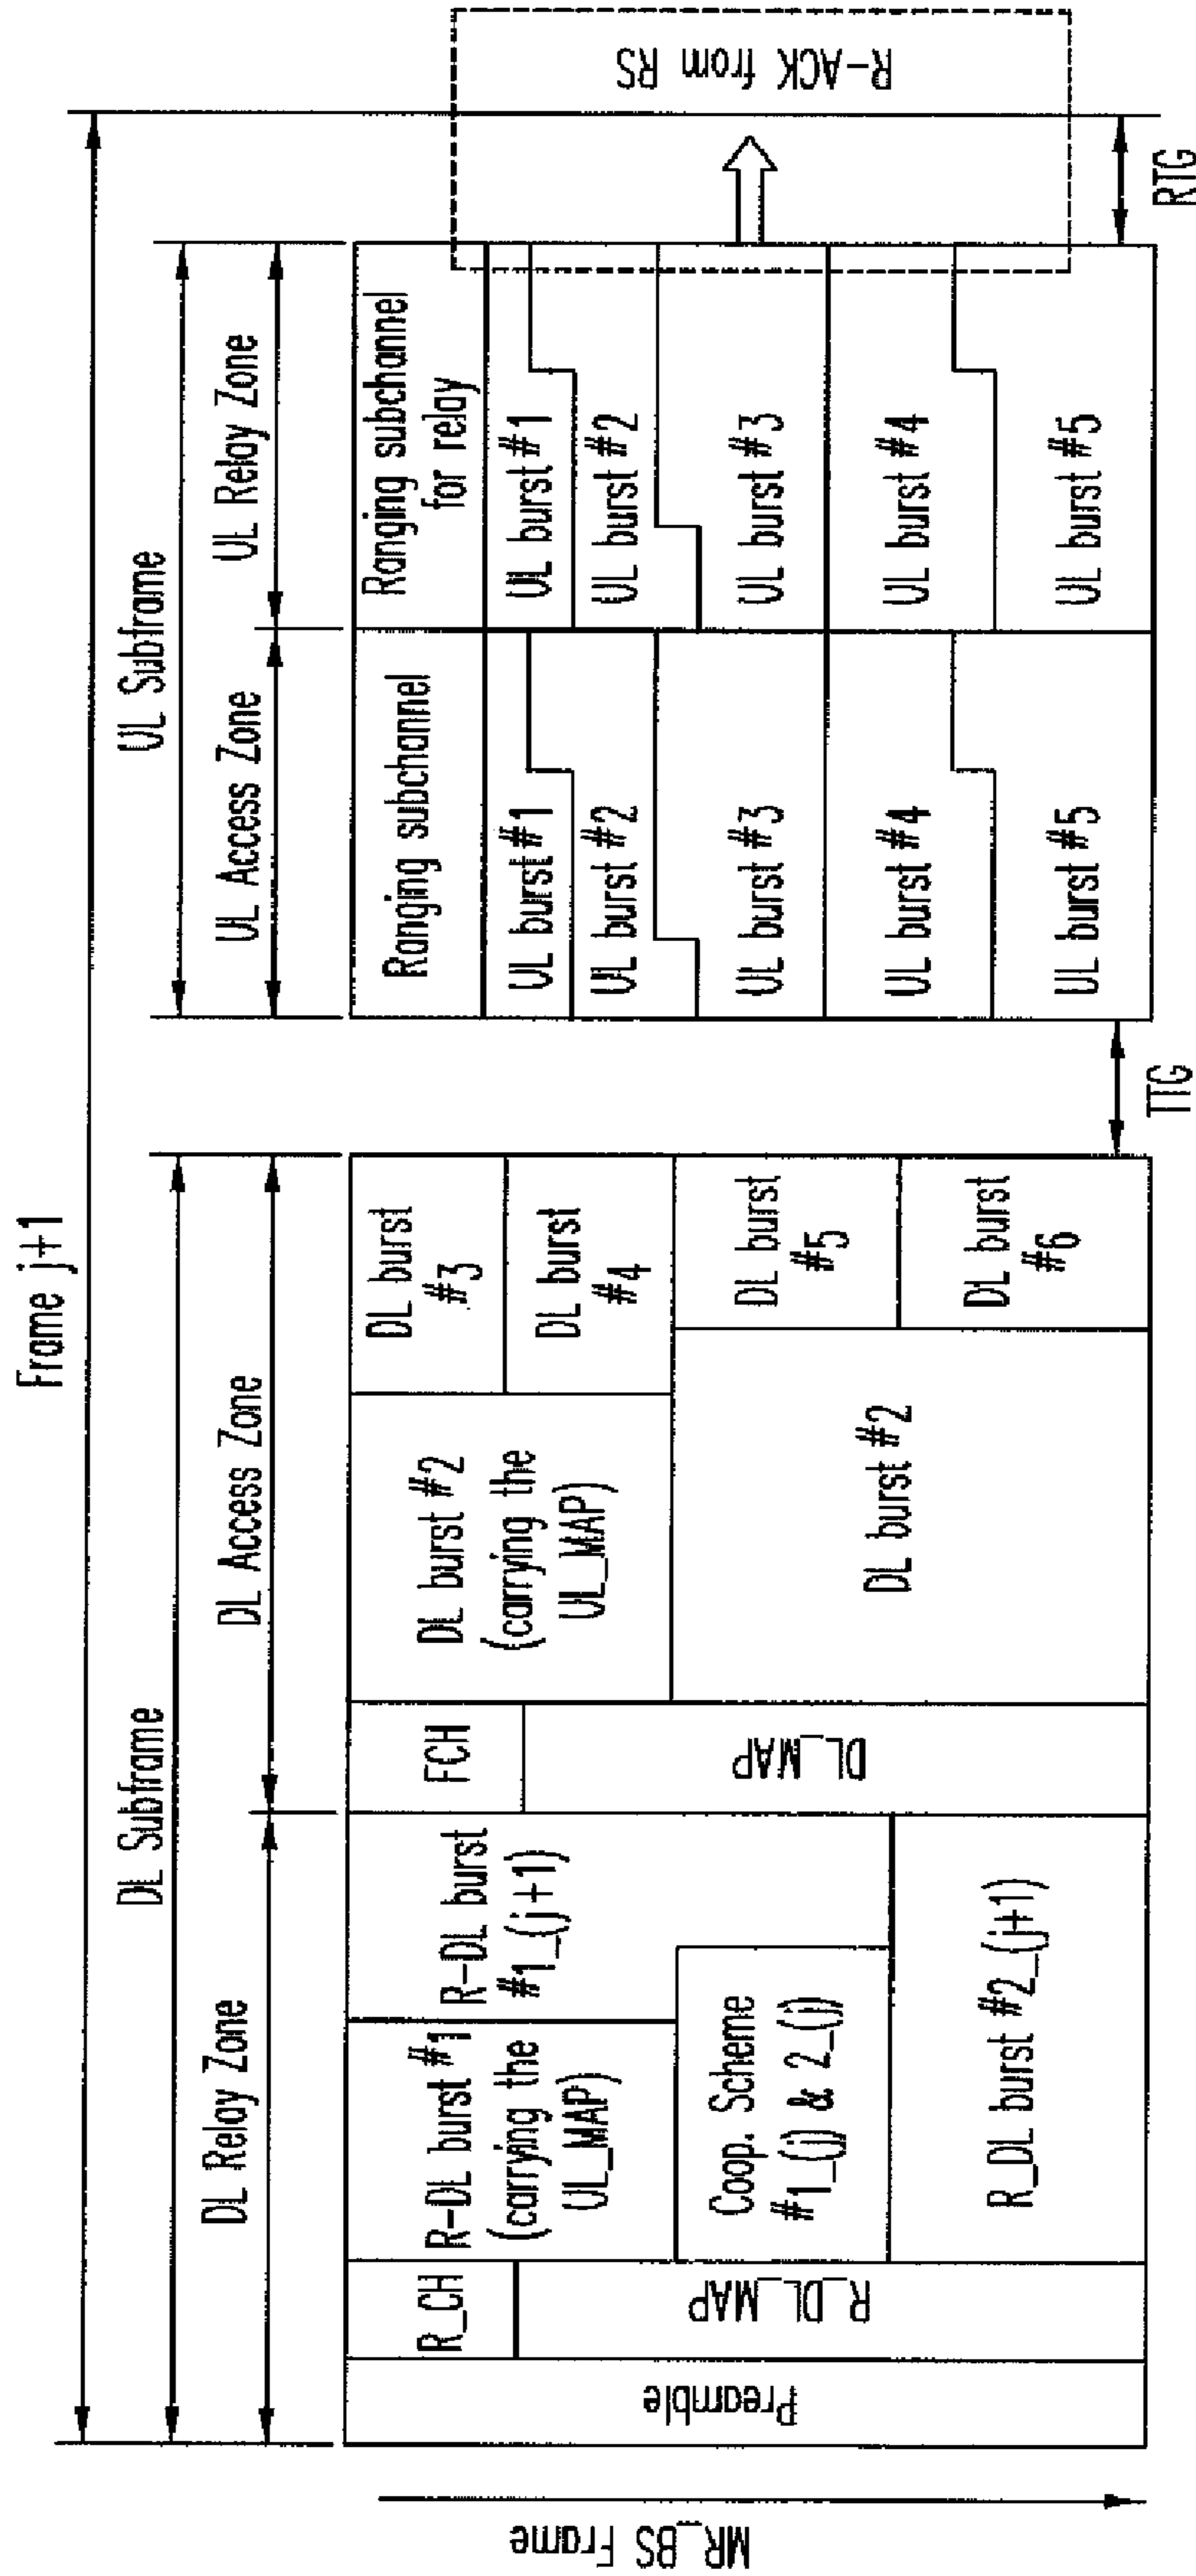 Frame j+1
DL Subframe
UL Subframe
DL Relay Zone
DL Access Zone
UL Access Zone
UL Relay Zone
MR_BS Frame
Preamble
R_CH
R_DL_MAP
R-DL burst #1
(carrying the
UL_MAP)
R-DL burst
#1_(j+1)
Coop. Scheme
#1_(j) & 2_(j)
R_DL burst #2_(j+1)
FCH
DL_MAP
DL burst #2
(carrying the
UL_MAP)
DL burst
#3
DL burst
#4
DL burst #2
DL burst
#5
DL burst
#6
TTG
Ranging subchannel
UL burst #1
UL burst #2
UL burst #3
UL burst #4
UL burst #5
Ranging subchannel
for relay
UL burst #1
UL burst #2
UL burst #3
UL burst #4
UL burst #5
R-ACK from RS
RTG